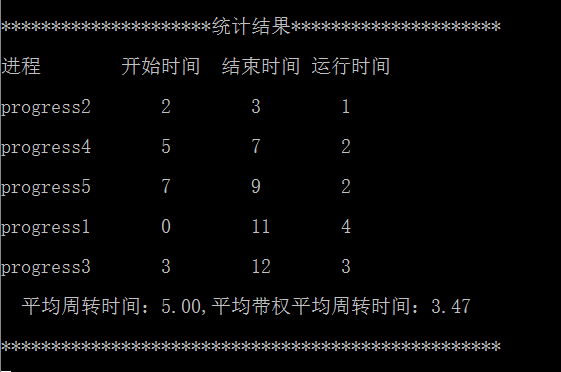 *********************统计结果*********************
进程 开始时间 结束时间 运行时间
progress2 2 3 1
progress4 5 7 2
progress5 7 9 2
progress1 0 11 4
progress3 3 12 3
平均周转时间：5.00,平均带权平均周转时间：3.47
**************************************************